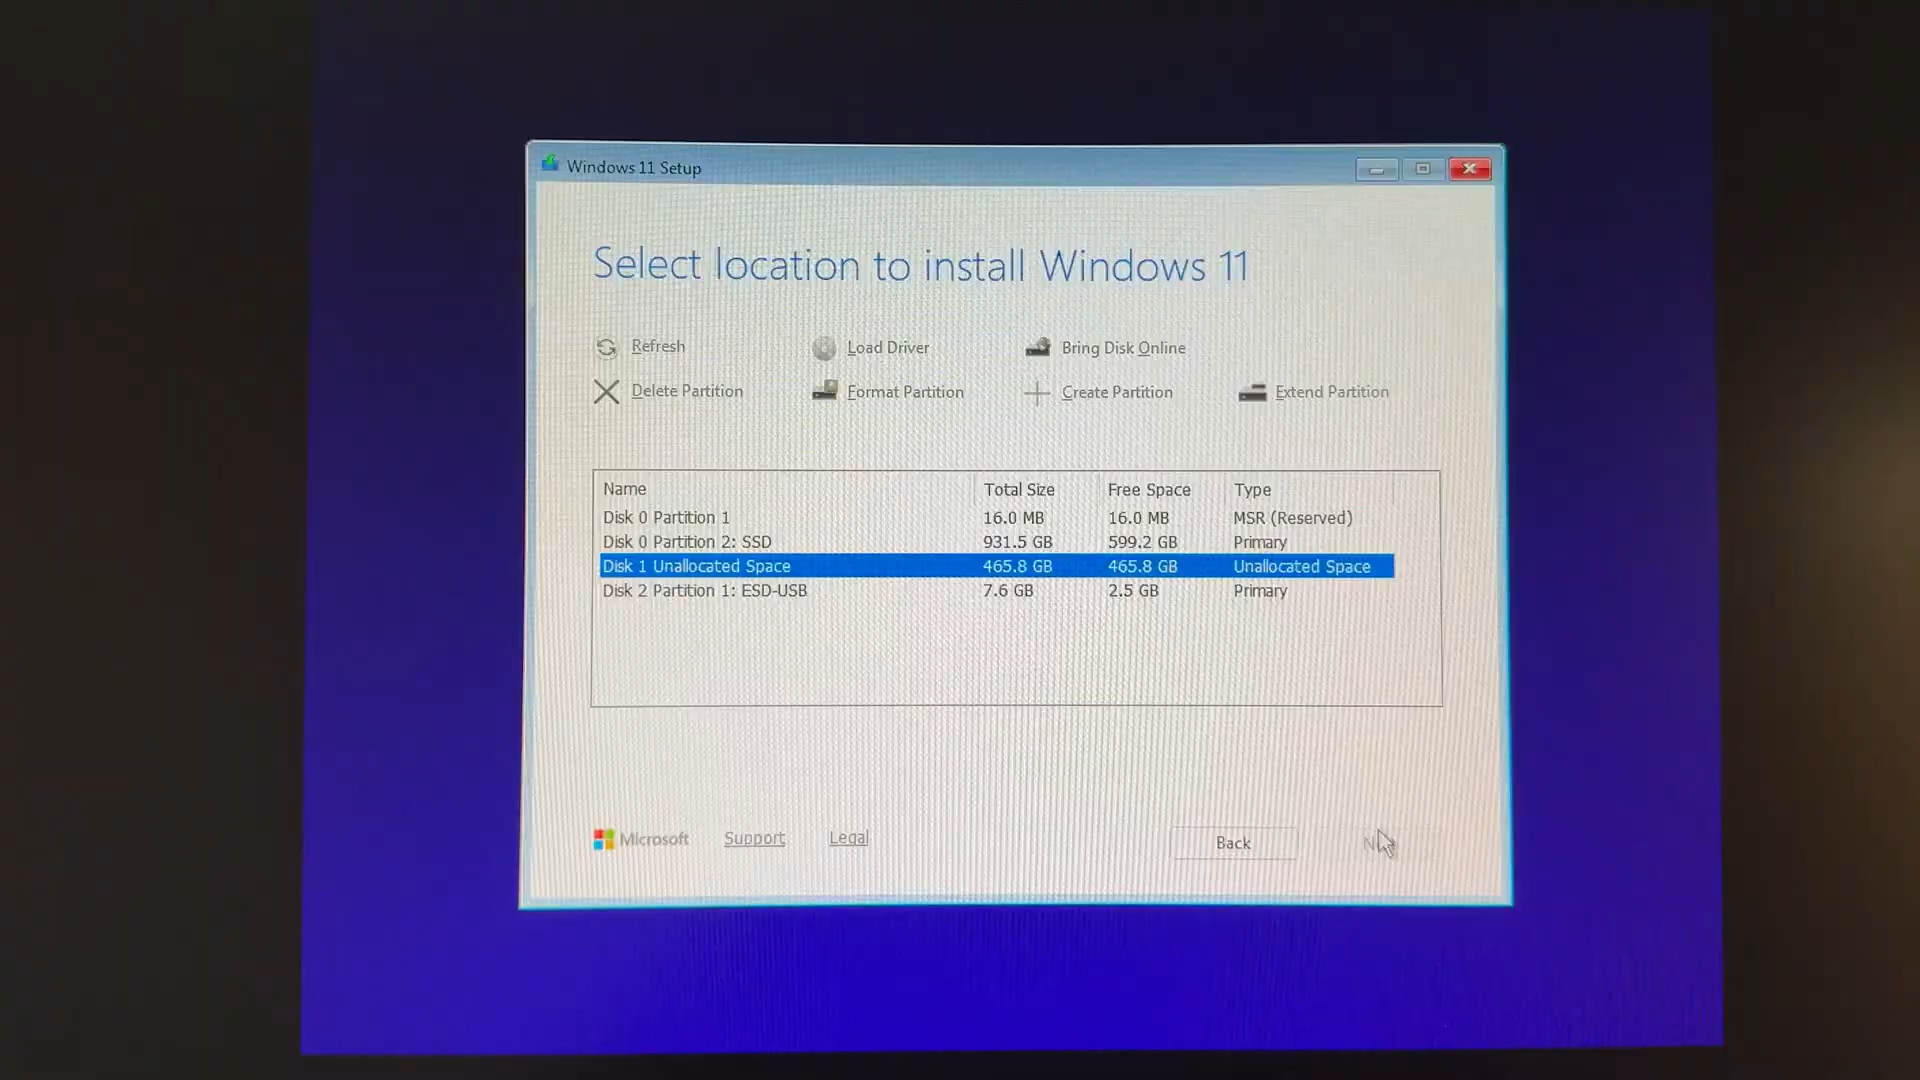 Windows 11 Setup
Select location to install Windows 11
Refresh Load Driver Bring Disk Online
Delete Partition Format Partition Create Partition Extend Partition
Name Total Size Free Space Type
Disk 0 Partition 1 16.0 MB 16.0 MB MSR (Reserved)
Disk 0 Partition 2: SSD 931.5 GB 599.2 GB Primary
Disk 1 Unallocated Space 465.8 GB 465.8 GB Unallocated Space
Disk 2 Partition 1: ESD-USB 7.6 GB 2.5 GB Primary
Microsoft Support Legal Back